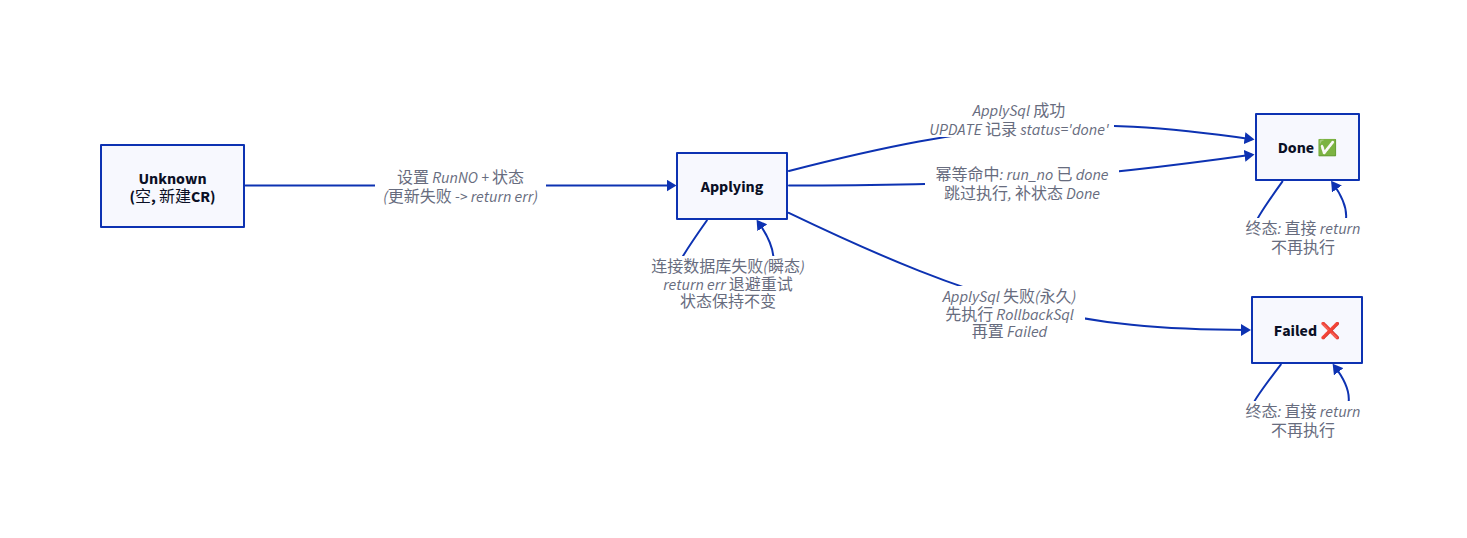 Unknown
(空, 新建CR)
设置 RunNO + 状态
(更新失败 -> return err)
Applying
连接数据库失败(瞬态)
return err 退避重试
状态保持不变
ApplySql 成功
UPDATE 记录 status='done'
幂等命中: run_no 已 done
跳过执行, 补状态 Done
ApplySql 失败(永久)
先执行 RollbackSql
再置 Failed
Done ✅
终态: 直接 return
不再执行
Failed ❌
终态: 直接 return
不再执行